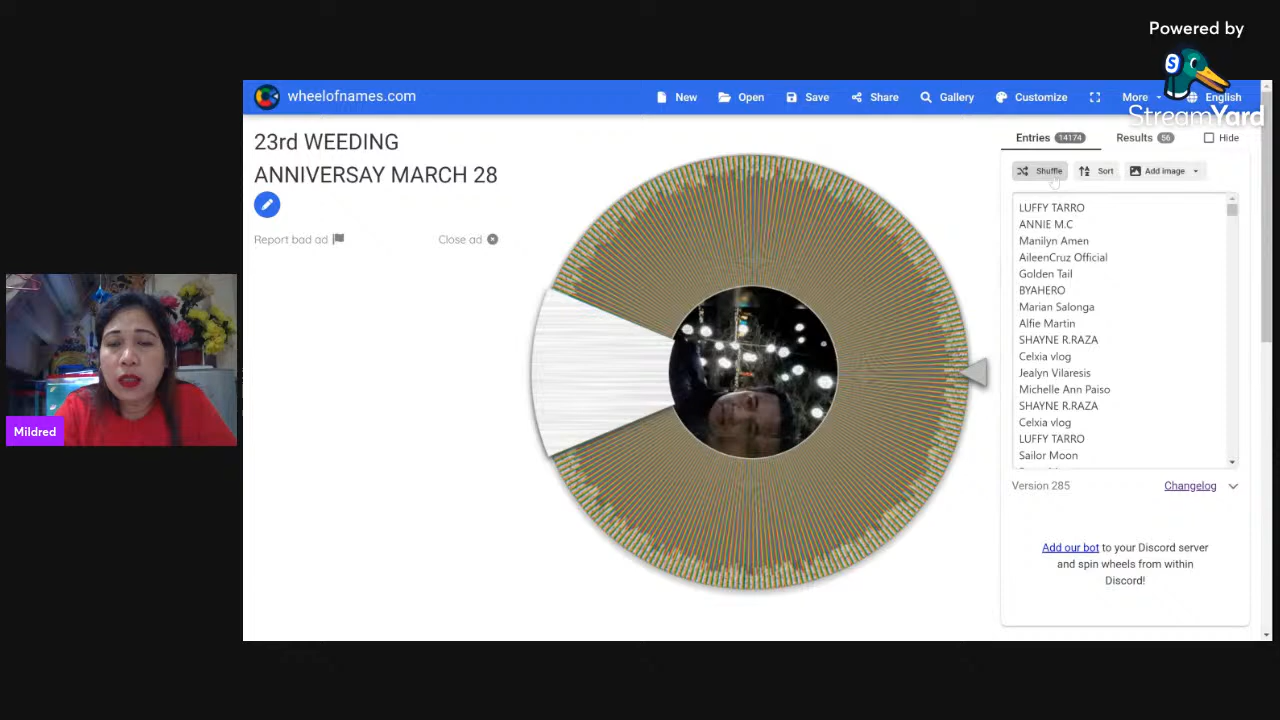 Powered by
StreamYard
wheelofnames.com
New
Open
Save
Share
Gallery
Customize
More
English
23rd WEEDING
ANNIVERSAY MARCH 28
Report bad ad
Close ad
Entries 14174
Results 56
Hide
Shuffle
Sort
Add image
LUFFY TARRO
ANNIE M.C
Manilyn Amen
AileenCruz Official
Golden Tail
BYAHERO
Marian Salonga
Alfie Martin
SHAYNE R.RAZA
Celxia vlog
Jealyn Vilaresis
Michelle Ann Paiso
SHAYNE R.RAZA
Celxia vlog
LUFFY TARRO
Sailor Moon
Version 285
Changelog
Add our bot to your Discord server
and spin wheels from within
Discord!
Mildred